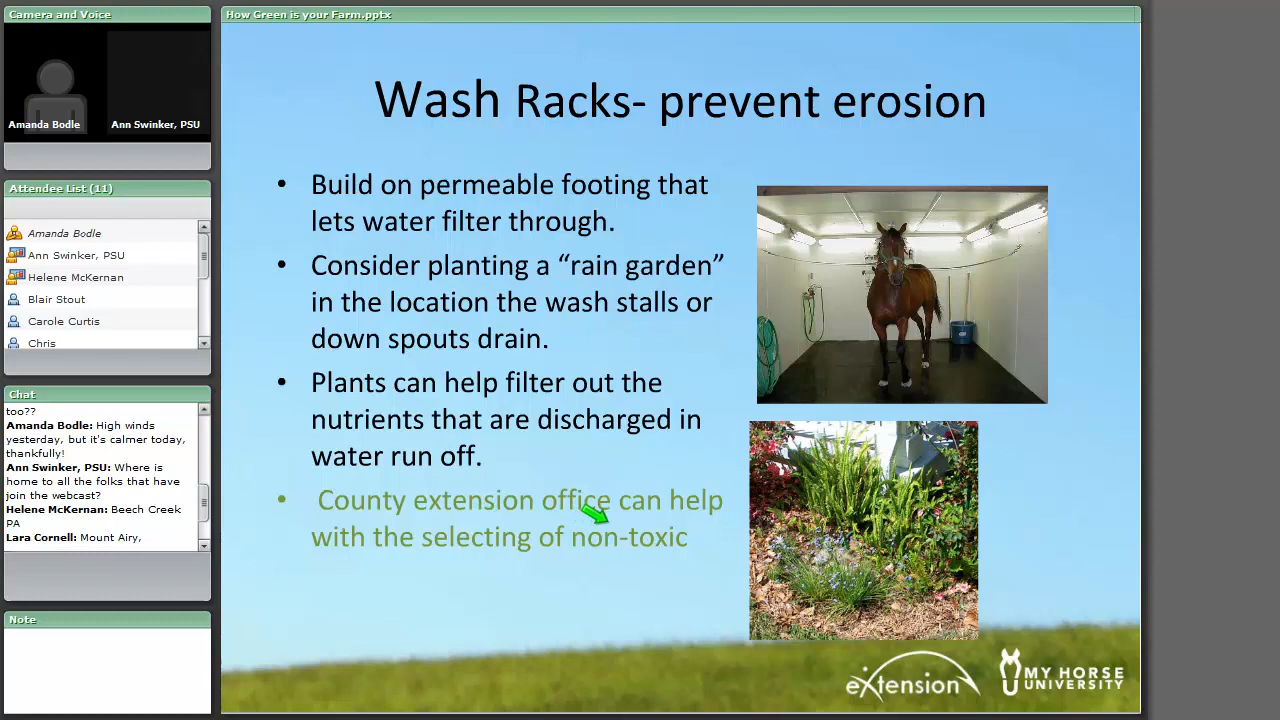 Camera and Voice
Amanda Bodle
Ann Swinker, PSU
Attendee List (11)
Amanda Bodle
Ann Swinker, PSU
Helene McKernan
Blair Stout
Carole Curtis
Chris
Chat
too??
Amanda Bodle: High winds
yesterday, but it's calmer today,
thankfully!
Ann Swinker, PSU: Where is
home to all the folks that have
join the webcast?
Helene McKernan: Beech Creek
PA
Lara Cornell: Mount Airy,
Note
How Green is your Farm.pptx
Wash Racks- prevent erosion
• Build on permeable footing that
lets water filter through.
• Consider planting a “rain garden”
in the location the wash stalls or
down spouts drain.
• Plants can help filter out the
nutrients that are discharged in
water run off.
• County extension office can help
with the selecting of non-toxic
eXtension
MY HORSE
UNIVERSITY